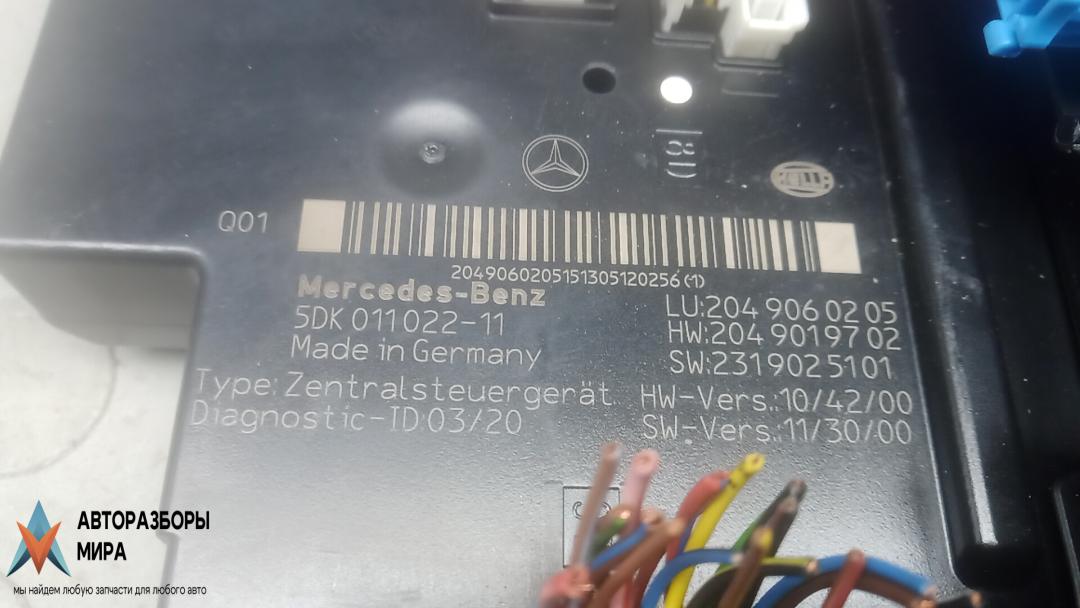 Q01
2049060205151305120256(1)
Mercedes-Benz
5DK 011 022-11
Made in Germany
Type: Zentralsteuergerät
Diagnostic-ID:03/20
LU:204 906 02 05
HW:204 901 97 02
SW:231 902 51 01
HW-Vers.:10/42/00
SW-Vers.:11/30/00
АВТОРАЗБОРЫ
МИРА
мы найдем любую запчасти для любого авто